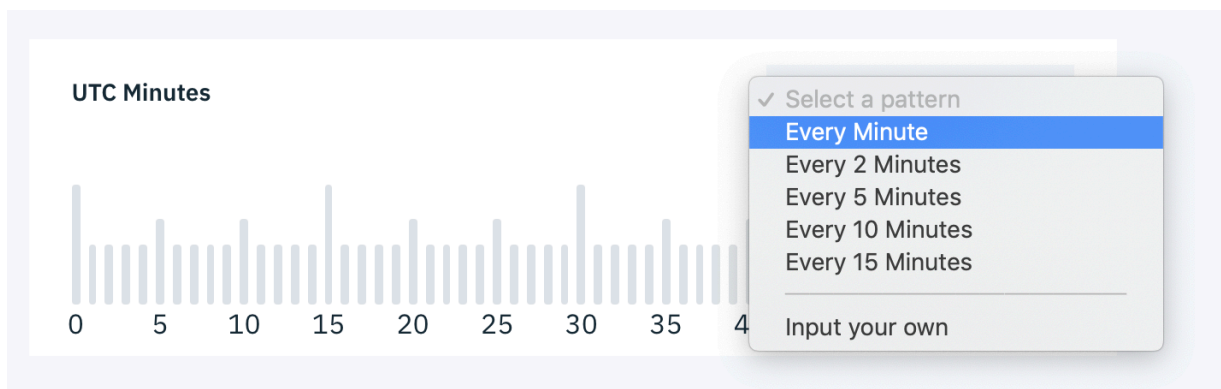 UTC Minutes
✓ Select a pattern
Every Minute
Every 2 Minutes
Every 5 Minutes
Every 10 Minutes
Every 15 Minutes
Input your own
0 5 10 15 20 25 30 35 4